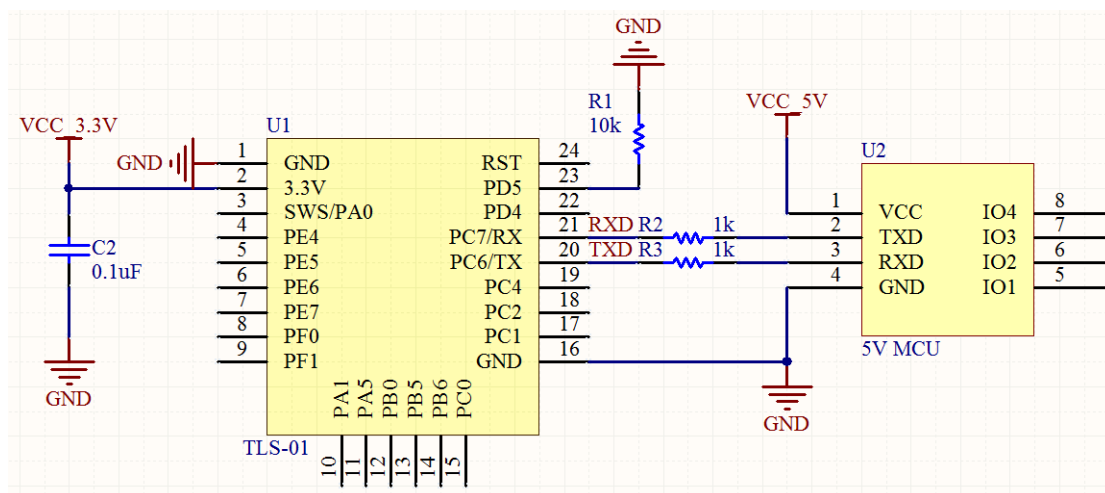 GND
R1
10k
VCC_5V
VCC_3.3V
U1
U2
GND
1 GND RST 24
2 3.3V PD5 23
3 SWS/PA0 PD4 22
4 PE4 PC7/RX 21 RXD R2 1k
5 PE5 PC6/TX 20 TXD R3 1k
6 PE6 PC4 19
7 PE7 PC2 18
8 PF0 PC1 17
9 PF1 GND 16
C2
0.1uF
GND
PA1 PA5 PB0 PB5 PB6 PC0
10 11 12 13 14 15
TLS-01
1 VCC IO4 8
2 TXD IO3 7
3 RXD IO2 6
4 GND IO1 5
5V MCU
GND